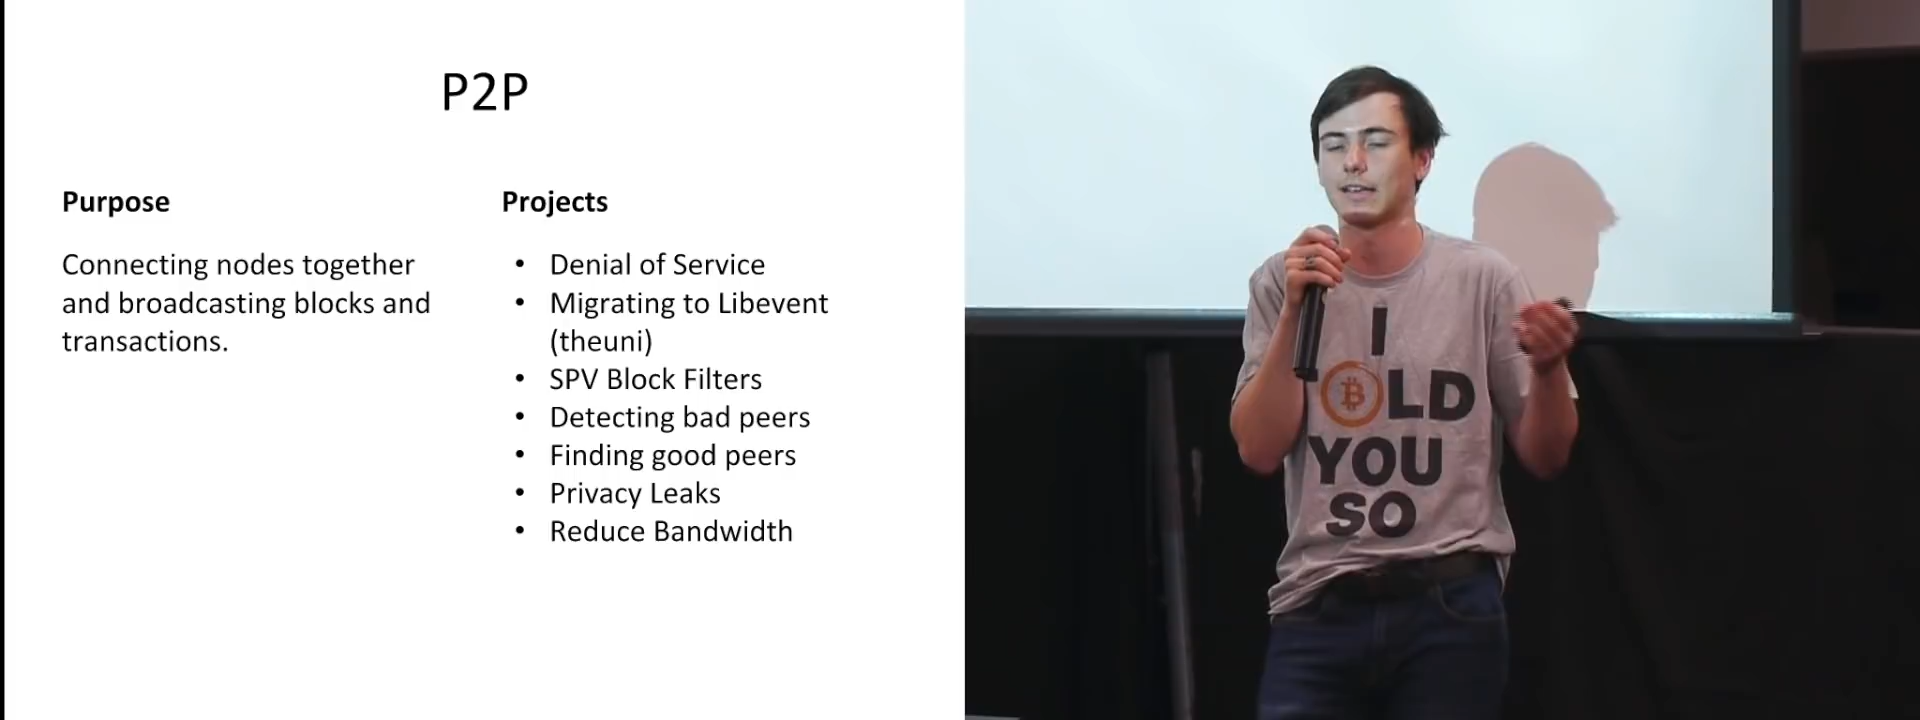 P2P
Purpose
Connecting nodes together
and broadcasting blocks and
transactions.
Projects
• Denial of Service
• Migrating to Libevent
(theuni)
• SPV Block Filters
• Detecting bad peers
• Finding good peers
• Privacy Leaks
• Reduce Bandwidth
I
T₿LD
YOU
SO